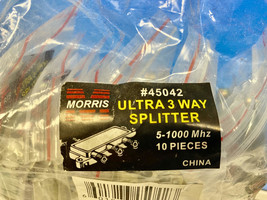 #45042
MORRIS
ULTRA 3 WAY
SPLITTER
5-1000 Mhz
10 PIECES
CHINA